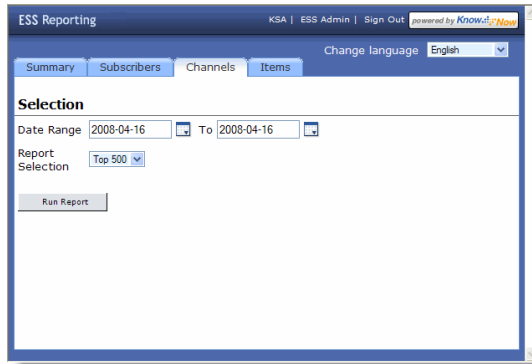 ESS Reporting
KSA | ESS Admin | Sign Out powered by KnowNow
Change language English
Summary Subscribers Channels Items
Selection
Date Range 2008-04-16 To 2008-04-16
Report Selection Top 500
Run Report